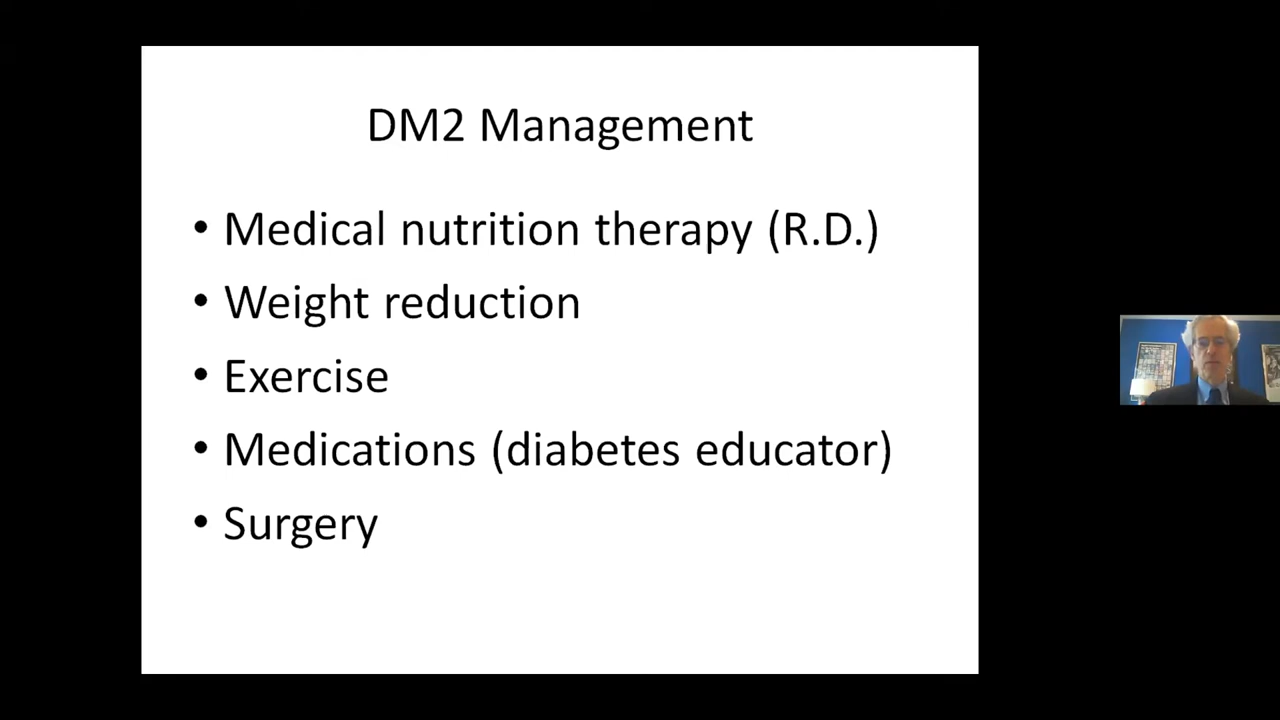 DM2 Management
• Medical nutrition therapy (R.D.)
• Weight reduction
• Exercise
• Medications (diabetes educator)
• Surgery